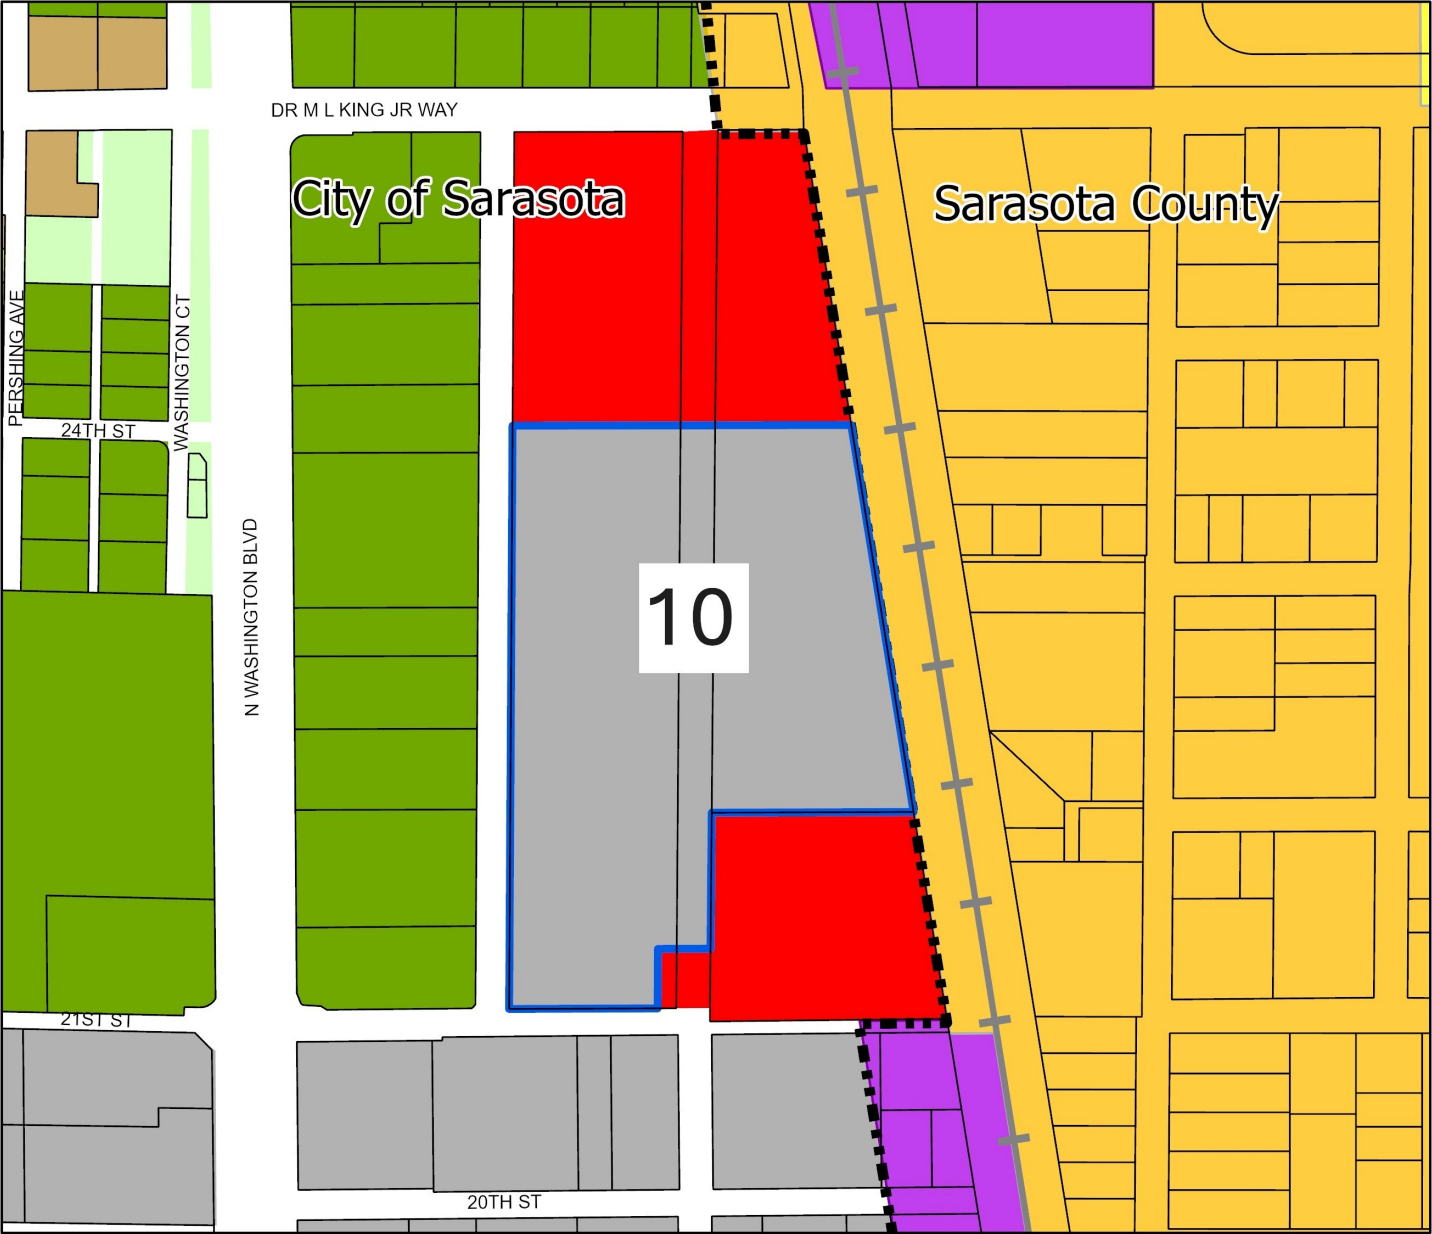 DR M L KING JR WAY
City of Sarasota
Sarasota County
PERSHING AVE
WASHINGTON CT
24TH ST
N WASHINGTON BLVD
10
21ST ST
20TH ST